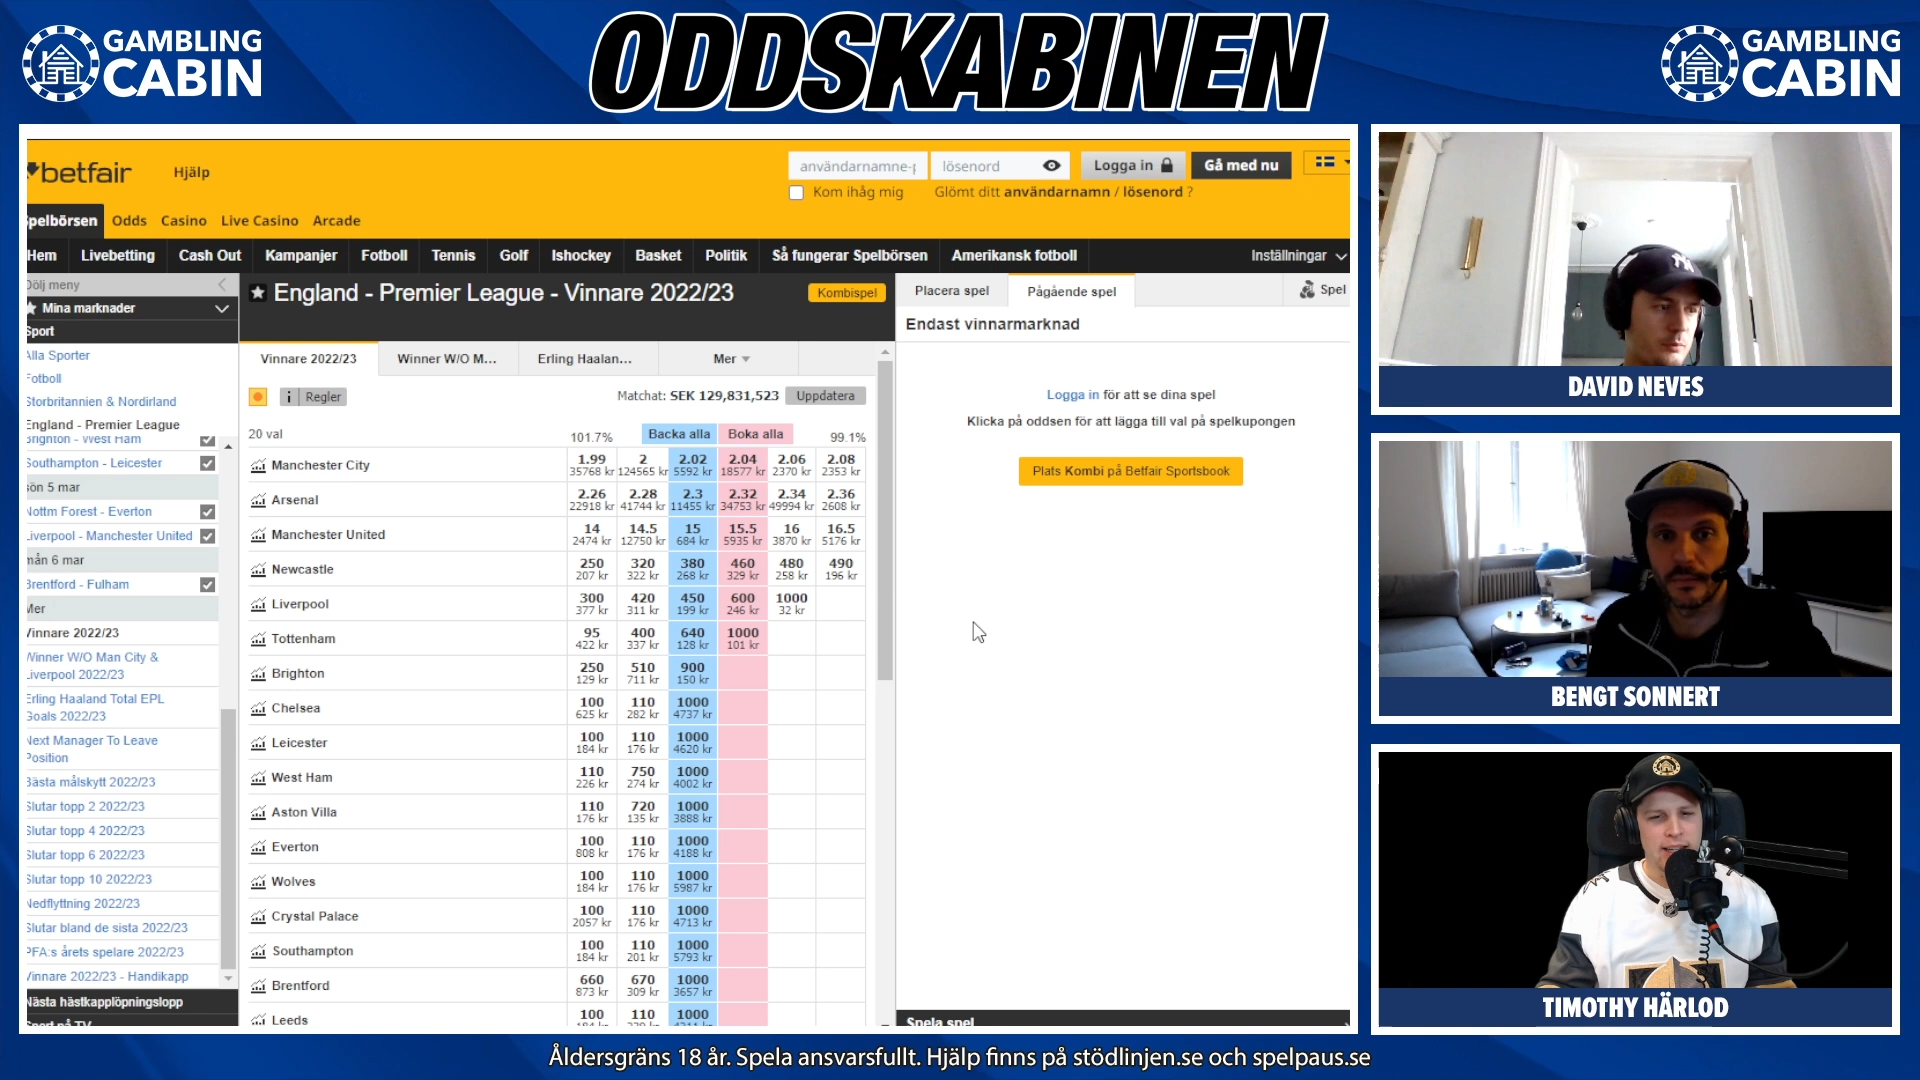 GAMBLING
CABIN
ODDSKABINEN
GAMBLING
CABIN
betfair
Hjälp
användarnamne-p
lösenord
Logga in
Gå med nu
Kom ihåg mig
Glömt ditt användarnamn / lösenord ?
Spelbörsen Odds Casino Live Casino Arcade
Hem Livebetting Cash Out Kampanjer Fotboll Tennis Golf Ishockey Basket Politik Så fungerar Spelbörsen Amerikansk fotboll Inställningar
Dölj meny
Mina marknader
Sport
Alla Sporter
Fotboll
Storbritannien & Nordirland
England - Premier League
Brighton - West Ham
Southampton - Leicester
sön 5 mar
Nottm Forest - Everton
Liverpool - Manchester United
mån 6 mar
Brentford - Fulham
Mer
Vinnare 2022/23
Winner W/O Man City &
Liverpool 2022/23
Erling Haaland Total EPL
Goals 2022/23
Next Manager To Leave
Position
Bästa målskytt 2022/23
Slutar topp 2 2022/23
Slutar topp 4 2022/23
Slutar topp 6 2022/23
Slutar topp 10 2022/23
Nedflyttning 2022/23
Slutar bland de sista 2022/23
PFA:s årets spelare 2022/23
Vinnare 2022/23 - Handikapp
Nästa hästkapplöpningslopp
Sport på TV
England - Premier League - Vinnare 2022/23
Kombispel
Vinnare 2022/23 Winner W/O M... Erling Haalan... Mer
i Regler
Matchat: SEK 129,831,523 Uppdatera
20 val 101.7% Backa alla Boka alla 99.1%
Manchester City 1.99 2 2.02 2.04 2.06 2.08
35768 kr 124565 kr 5592 kr 18577 kr 2370 kr 2353 kr
Arsenal 2.26 2.28 2.3 2.32 2.34 2.36
22918 kr 41744 kr 11455 kr 34753 kr 49994 kr 2608 kr
Manchester United 14 14.5 15 15.5 16 16.5
2474 kr 12750 kr 684 kr 5935 kr 3870 kr 5176 kr
Newcastle 250 320 380 460 480 490
207 kr 322 kr 268 kr 329 kr 258 kr 196 kr
Liverpool 300 420 450 600 1000
377 kr 311 kr 199 kr 246 kr 32 kr
Tottenham 95 400 640 1000
422 kr 337 kr 128 kr 101 kr
Brighton 250 510 900
129 kr 711 kr 150 kr
Chelsea 100 110 1000
625 kr 282 kr 4737 kr
Leicester 100 110 1000
184 kr 176 kr 4620 kr
West Ham 110 750 1000
226 kr 274 kr 4002 kr
Aston Villa 110 720 1000
176 kr 135 kr 3888 kr
Everton 100 110 1000
808 kr 176 kr 4188 kr
Wolves 100 110 1000
184 kr 176 kr 5987 kr
Crystal Palace 100 110 1000
2057 kr 176 kr 4713 kr
Southampton 100 110 1000
184 kr 201 kr 5793 kr
Brentford 660 670 1000
873 kr 309 kr 3657 kr
Leeds 100 110 1000
Placera spel Pågående spel Spel
Endast vinnarmarknad
Logga in för att se dina spel
Klicka på oddsen för att lägga till val på spelkupongen
Plats Kombi på Betfair Sportsbook
Spela spel
DAVID NEVES
BENGT SONNERT
TIMOTHY HÄRLOD
Åldersgräns 18 år. Spela ansvarsfullt. Hjälp finns på stödlinjen.se och spelpaus.se